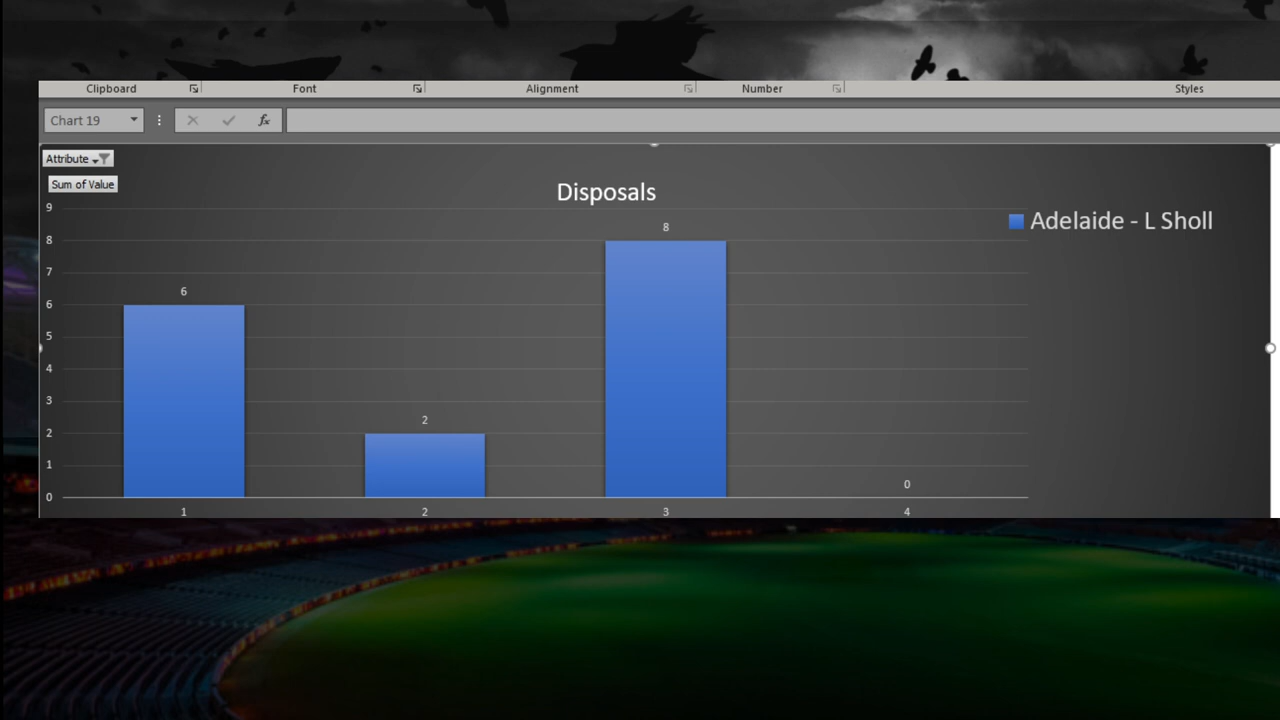 Clipboard Font Alignment Number Styles
Chart 19 fx
Attribute
Sum of Value
Disposals
Adelaide - L Sholl
9
8
7
6
5
4
3
2
1
0
6
2
8
0
1 2 3 4